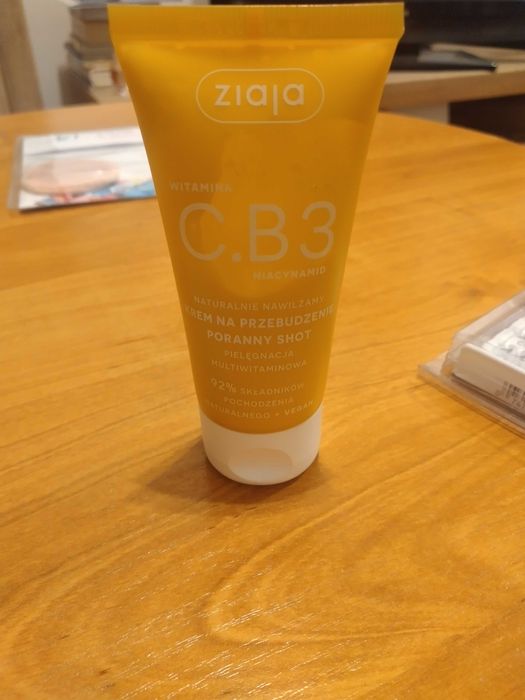 ziaja
WITAMINA
C.B3
NIACYNAMID
NATURALNIE NAWILŻAMY
KREM NA PRZEBUDZENIE
PORANNY SHOT
PIELĘGNACJA
MULTIWITAMINOWA
92% SKŁADNIKÓW
POCHODZENIA
NATURALNEGO + VEGAN